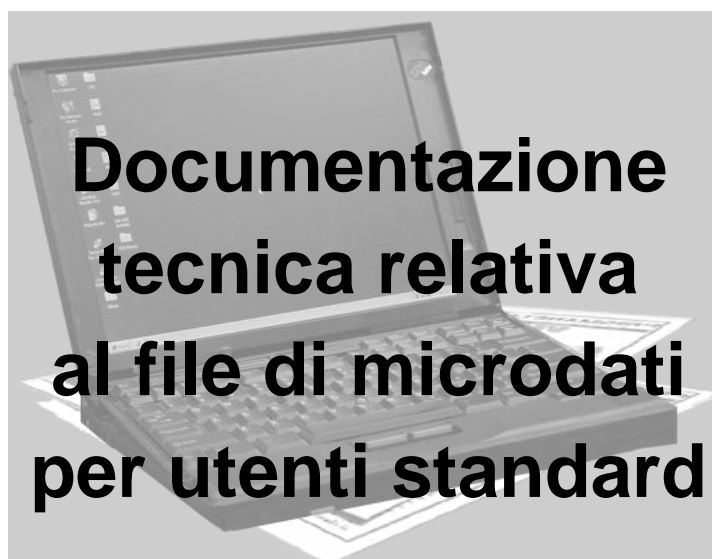 Documentazione
tecnica relativa
al file di microdati
per utenti standard